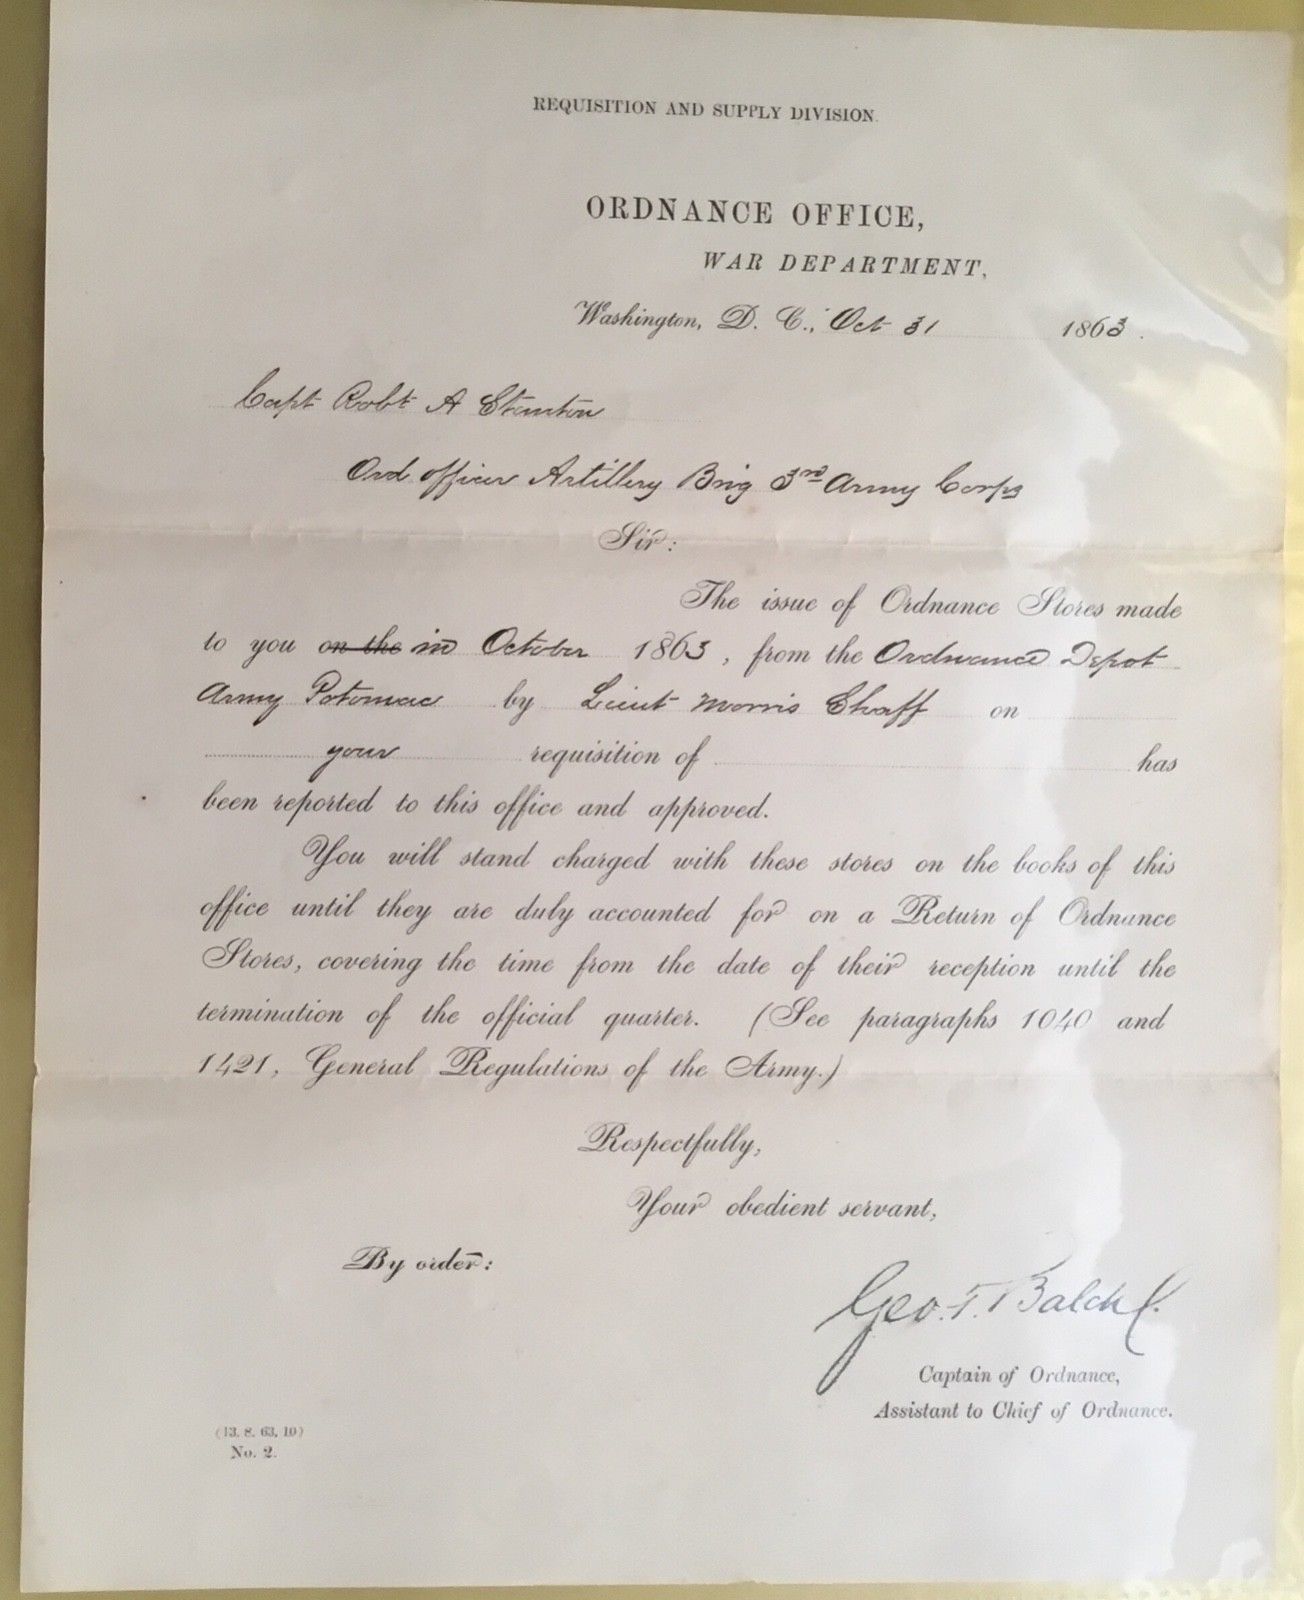 REQUISITION AND SUPPLY DIVISION.
ORDNANCE OFFICE,
WAR DEPARTMENT,
Washington, D. C., Oct 31 1863.
Capt Robt A Stanton
Ord officer Artillery Brig 3rd Army Corps
Sir:
The issue of Ordnance Stores made
to you on the in October 1863, from the Ordnance Depot
Army Potomac by Lieut Morris Shaff on
your requisition of has
been reported to this office and approved.
You will stand charged with these stores on the books of this
office until they are duly accounted for on a Return of Ordnance
Stores, covering the time from the date of their reception until the
termination of the official quarter. (See paragraphs 1040 and
1421, General Regulations of the Army.)
Respectfully,
Your obedient servant,
By order:
Geo. T. Balch
Captain of Ordnance,
Assistant to Chief of Ordnance.
(13. 8. 63. 10)
No. 2.